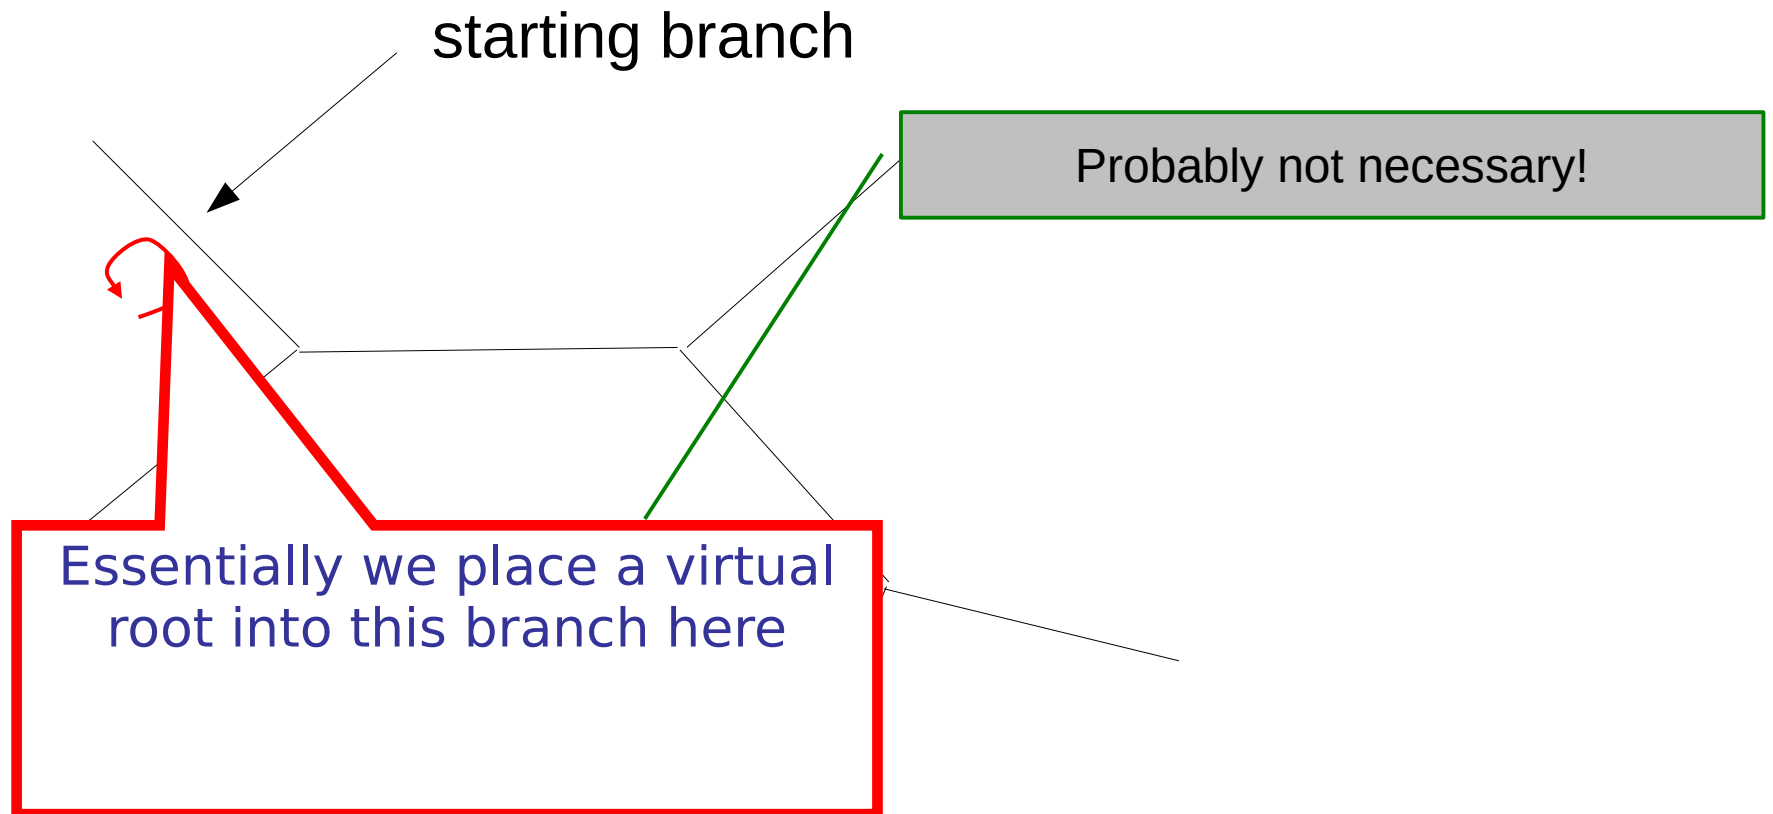 starting branch
Probably not necessary!
Essentially we place a virtual
root into this branch here